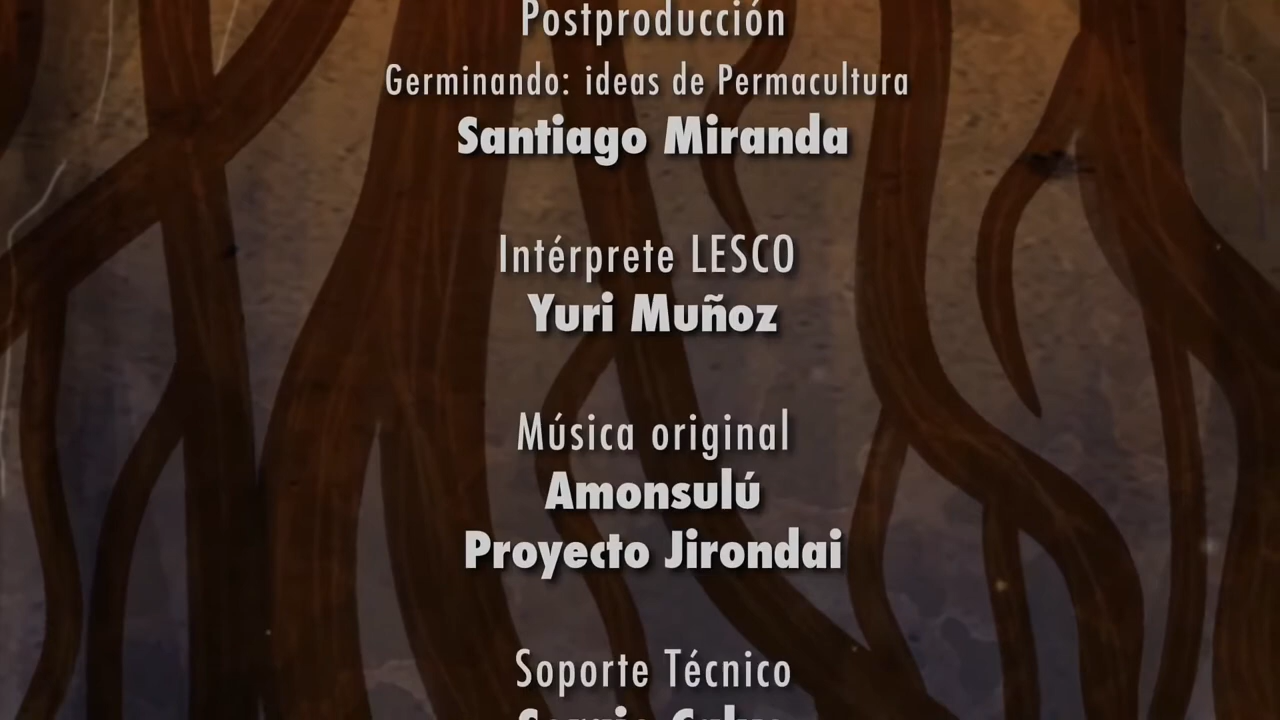 Postproducción
Germinando: ideas de Permacultura
Santiago Miranda
Intérprete LESCO
Yuri Muñoz
Música original
Amonsulú
Proyecto Jirondai
Soporte Técnico